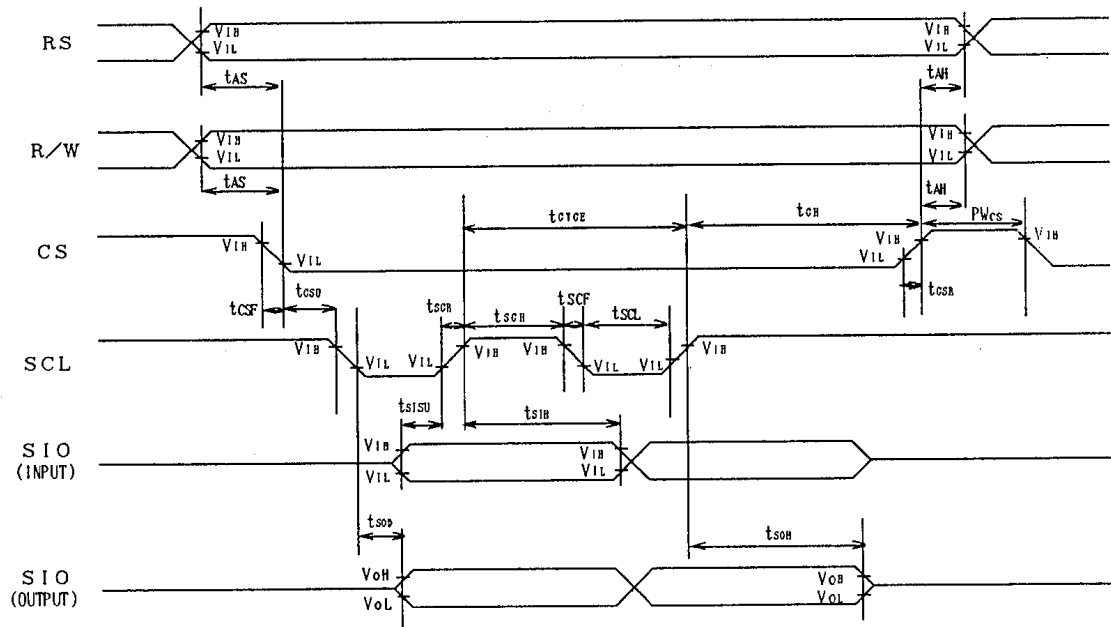 RS
VIH
VIL
VIH
VIL
tAS
tAH
R/W
VIH
VIL
VIH
VIL
tAS
tAH
tCYCE
tCH
PWCS
CS
VIH
VIL
VIH
VIL
VIH
tCSF
tCSU
tSCR
tSCH
tSCF
tSCL
tCSR
SCL
VIH
VIL
VIL
VIH
VIH
VIL
VIL
VIH
tSISU
tSIH
SIO
(INPUT)
VIH
VIL
VIH
VIL
tSOD
tSOH
SIO
(OUTPUT)
VOH
VOL
VOH
VOL